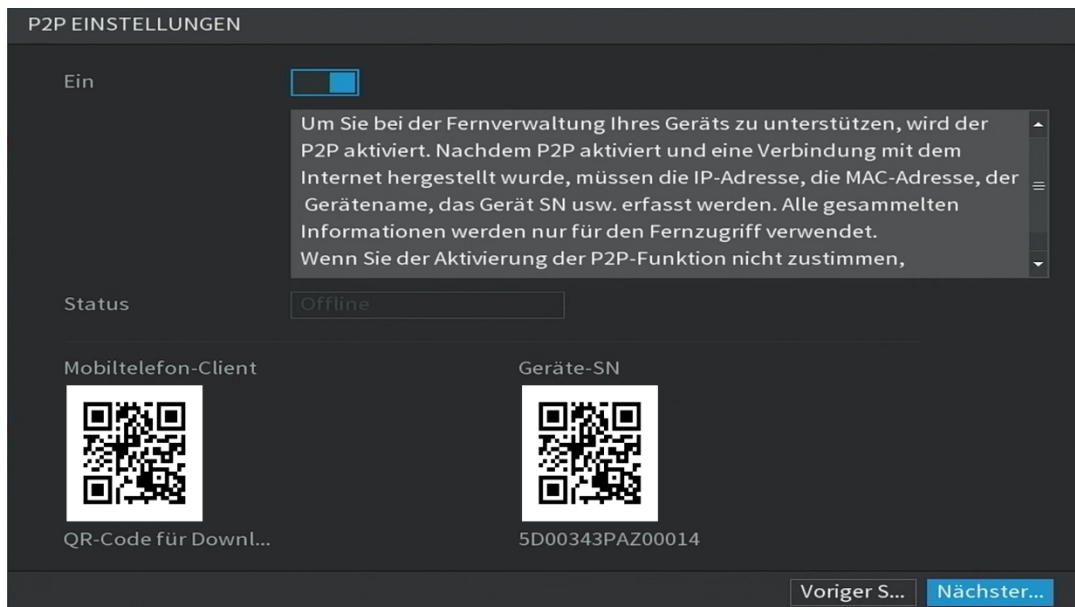 P2P EINSTELLUNGEN
Ein
Um Sie bei der Fernverwaltung Ihres Geräts zu unterstützen, wird der
P2P aktiviert. Nachdem P2P aktiviert und eine Verbindung mit dem
Internet hergestellt wurde, müssen die IP-Adresse, die MAC-Adresse, der
Gerätename, das Gerät SN usw. erfasst werden. Alle gesammelten
Informationen werden nur für den Fernzugriff verwendet.
Wenn Sie der Aktivierung der P2P-Funktion nicht zustimmen,
Status
Offline
Mobiltelefon-Client
Geräte-SN
QR-Code für Downl...
5D00343PAZ00014
Voriger S...
Nächster...